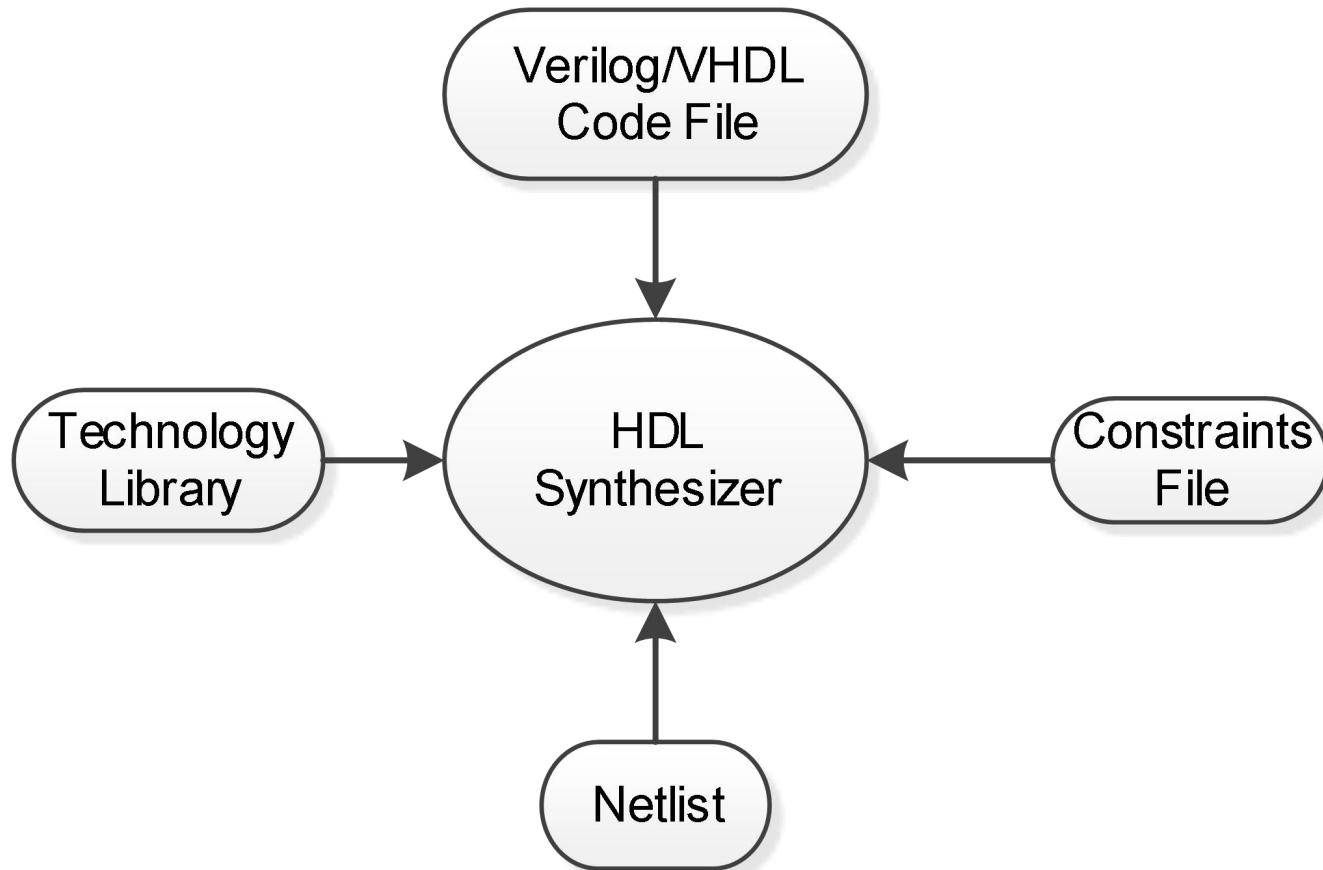 Verilog/VHDL
Code File
Technology
Library
HDL
Synthesizer
Constraints
File
Netlist